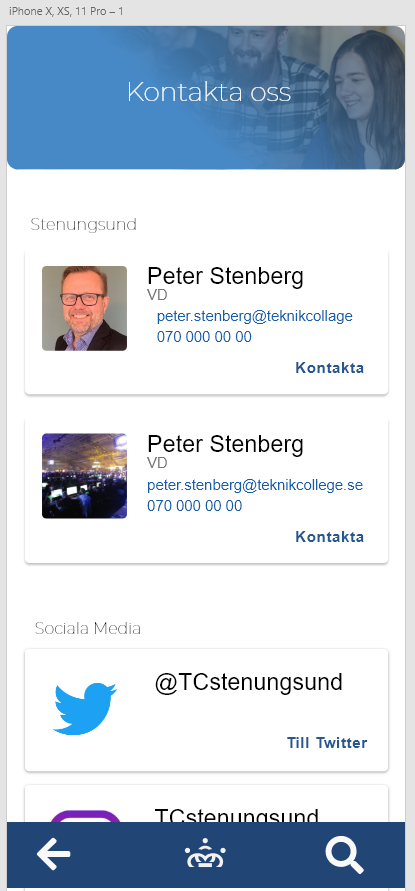 iPhone X, XS, 11 Pro – 1
Kontakta oss
Stenungsund
Peter Stenberg
VD
peter.stenberg@teknikcollage
070 000 00 00
Kontakta
Peter Stenberg
VD
peter.stenberg@teknikcollege.se
070 000 00 00
Kontakta
Sociala Media
@TCstenungsund
Till Twitter
TCstenungsund